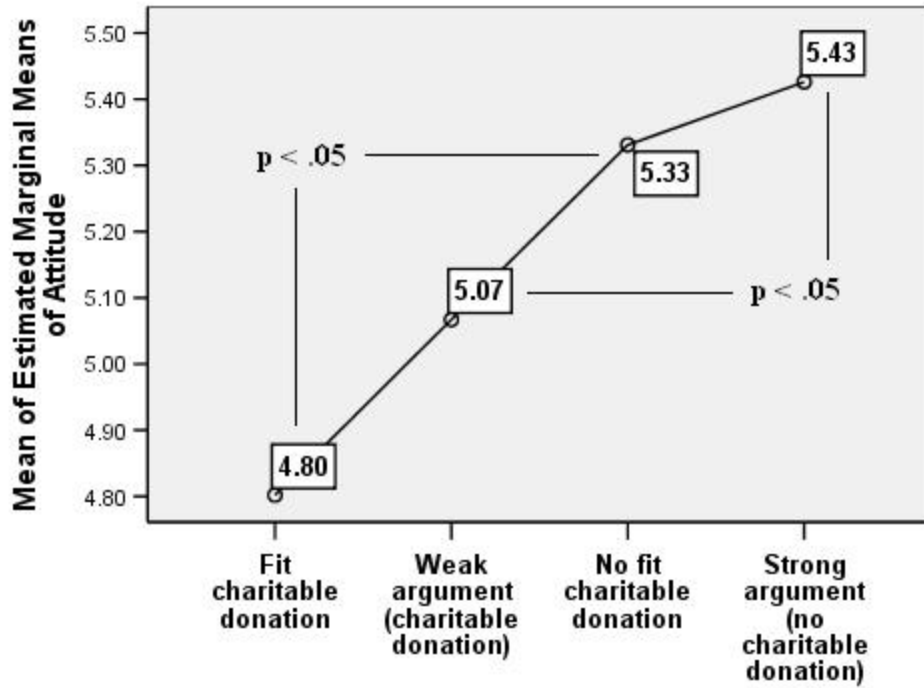 Mean of Estimated Marginal Means
of Attitude
5.50
5.40
5.30
5.20
5.10
5.00
4.90
4.80
5.43
p < .05
5.33
5.07
p < .05
4.80
Fit
charitable
donation
Weak
argument
(charitable
donation)
No fit
charitable
donation
Strong
argument
(no
charitable
donation)